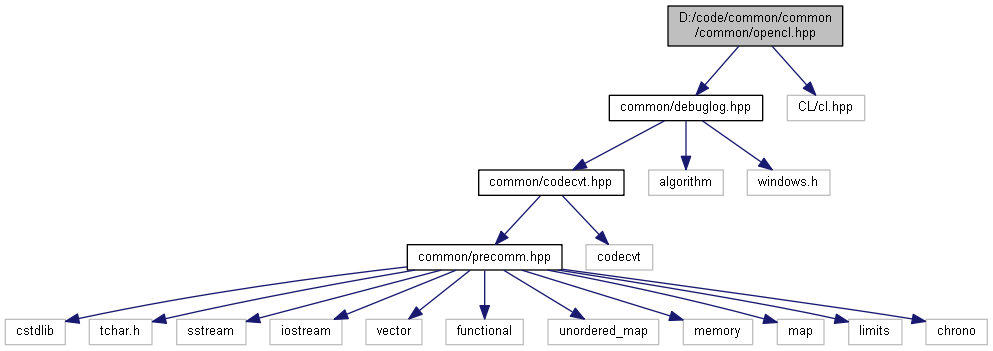 D:/code/common/common
/common/opencl.hpp
common/debuglog.hpp
CL/cl.hpp
common/codecvt.hpp
algorithm
windows.h
common/precomm.hpp
codecvt
cstdlib
tchar.h
sstream
iostream
vector
functional
unordered_map
memory
map
limits
chrono